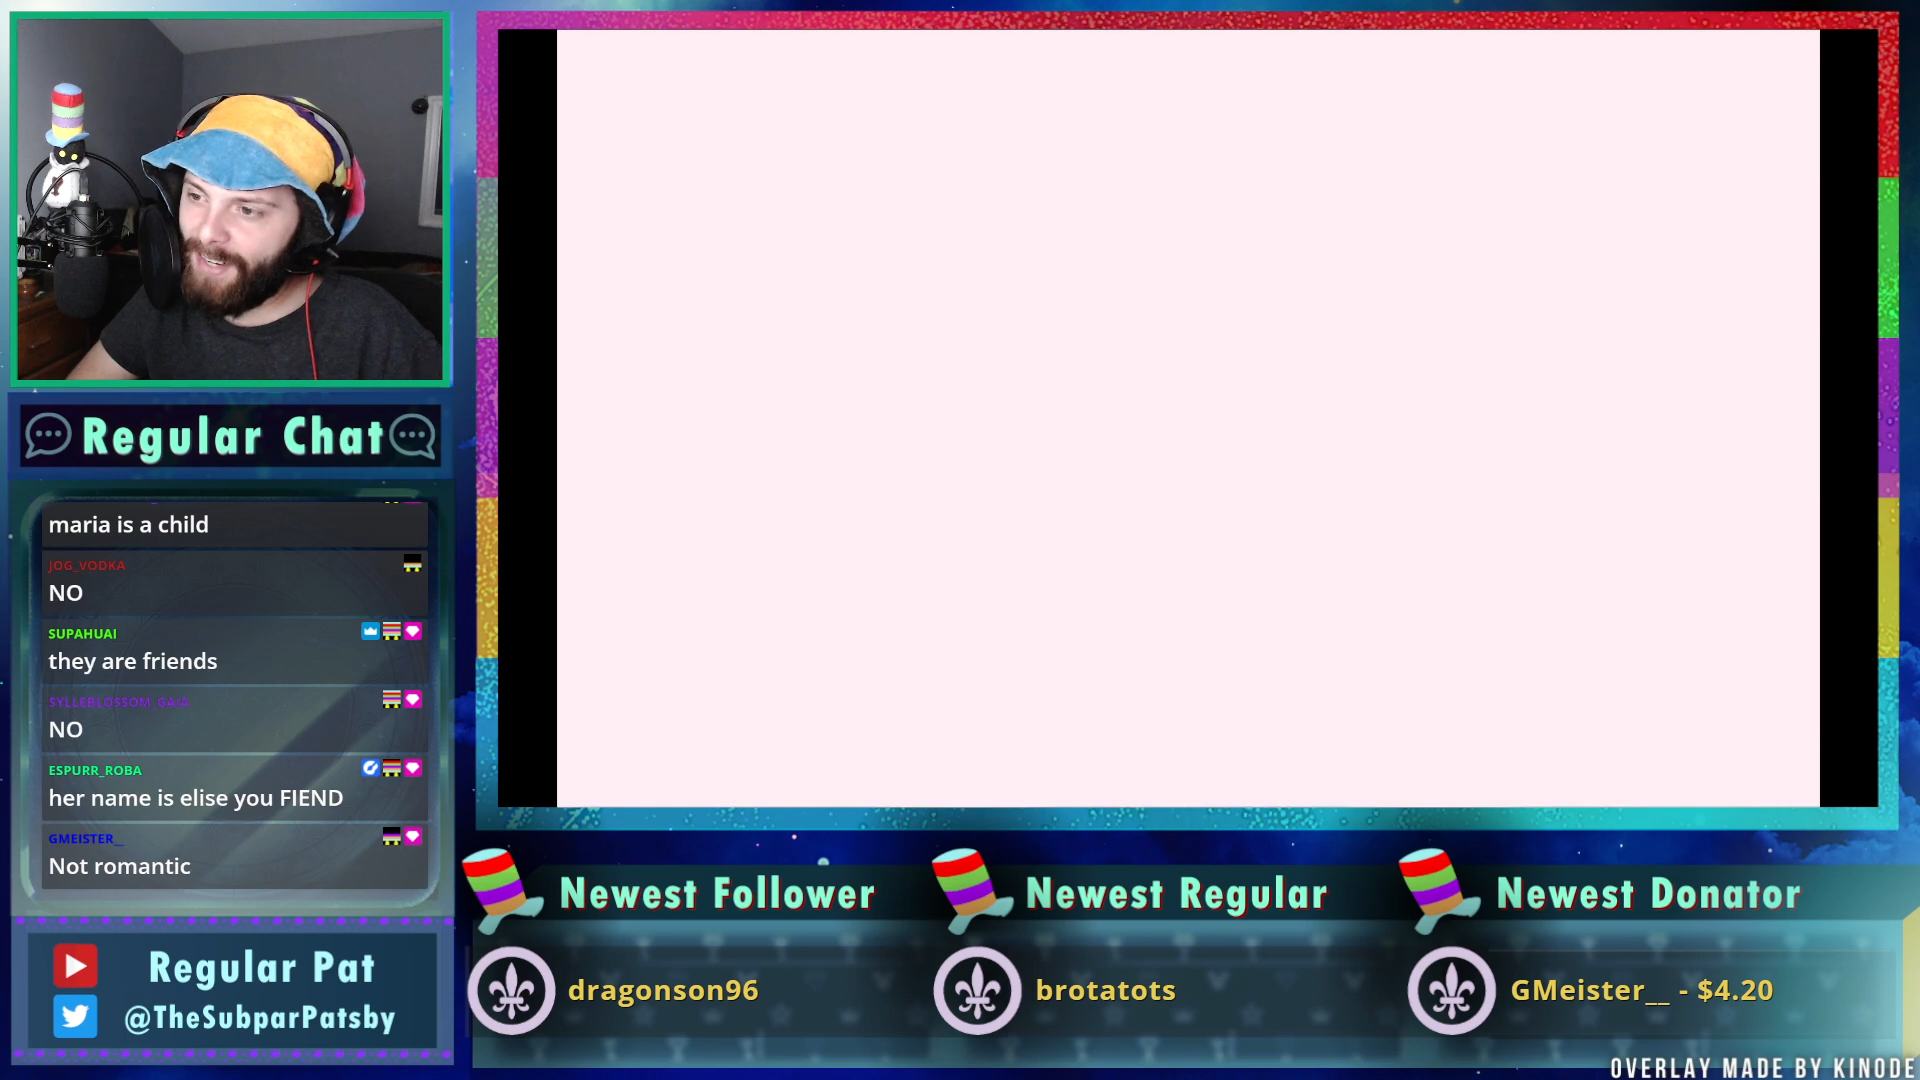 Regular Chat
maria is a child
JOG_VODKA
NO
SUPAHUAI
they are friends
SYLLEBLOSSOM_GAIA
NO
ESPURR_ROBA
her name is elise you FIEND
GMEISTER__
Not romantic
Regular Pat
@TheSubparPatsby
Newest Follower
dragonson96
Newest Regular
brotatots
Newest Donator
GMeister__ - $4.20
OVERLAY MADE BY KINODE